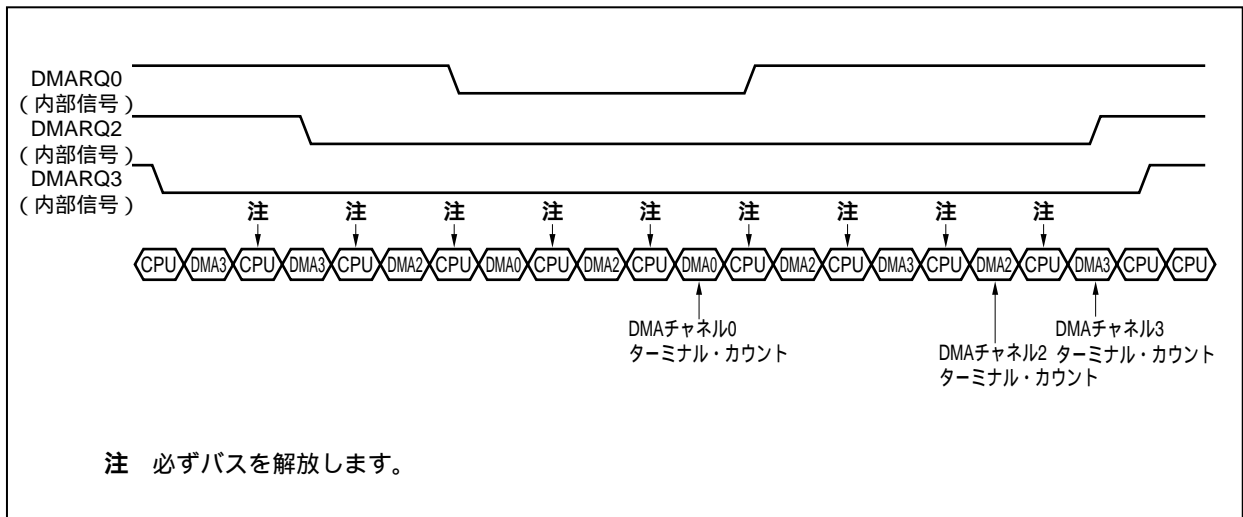 DMARQ0
（内部信号）
DMARQ2
（内部信号）
DMARQ3
（内部信号）
注 注 注 注 注 注 注 注 注
CPU DMA3 CPU DMA3 CPU DMA2 CPU DMA0 CPU DMA2 CPU DMA0 CPU DMA2 CPU DMA3 CPU DMA2 CPU DMA3 CPU CPU
DMAチャネル0
ターミナル・カウント
DMAチャネル2
ターミナル・カウント
DMAチャネル3
ターミナル・カウント
注 必ずバスを解放します。